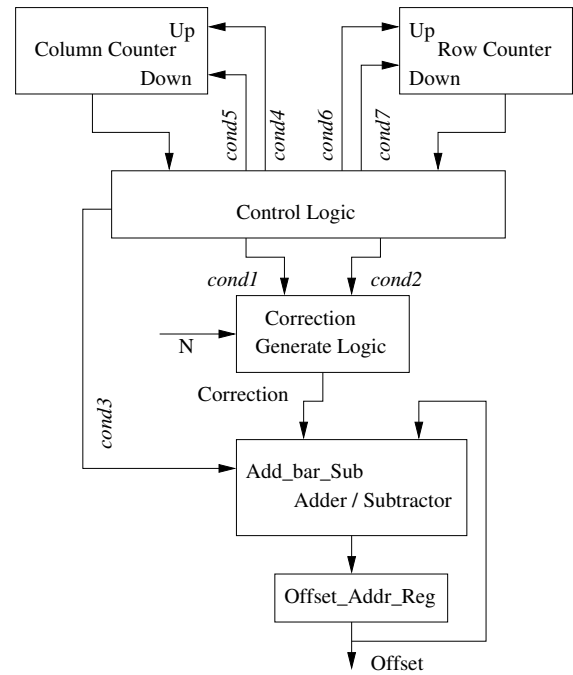 Up
Column Counter
Down
Up
Row Counter
Down
cond5
cond4
cond6
cond7
Control Logic
cond1
cond2
Correction
Generate Logic
N
Correction
cond3
Add_bar_Sub
Adder / Subtractor
Offset_Addr_Reg
Offset